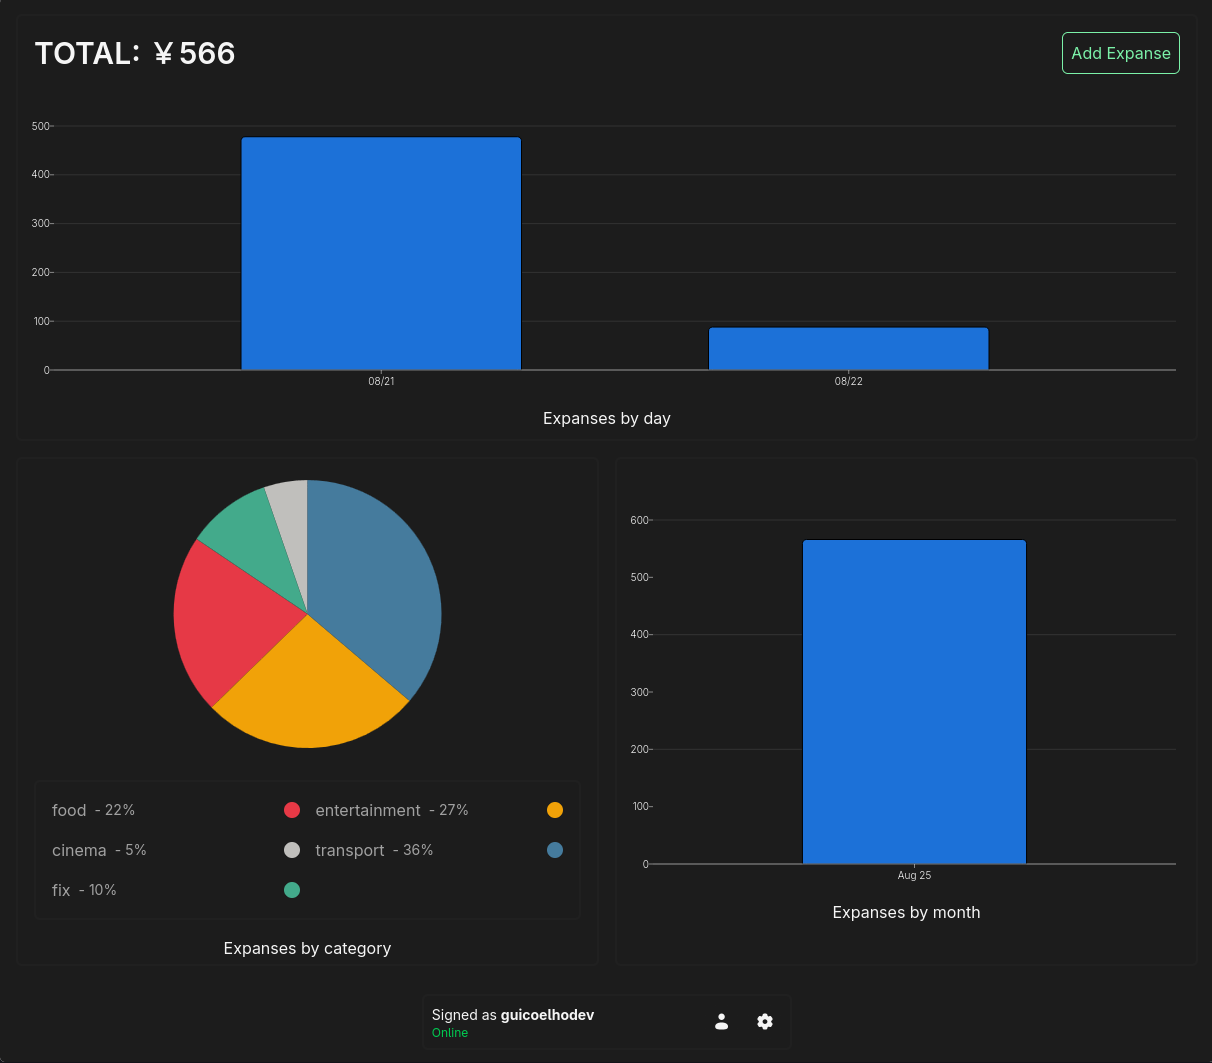 TOTAL: ￥566
Add Expanse
500
400
300
200
100
0
08/21
08/22
Expanses by day
food - 22%
entertainment - 27%
cinema - 5%
transport - 36%
fix - 10%
Expanses by category
600
500
400
300
200
100
0
Aug 25
Expanses by month
Signed as guicoelhodev
Online